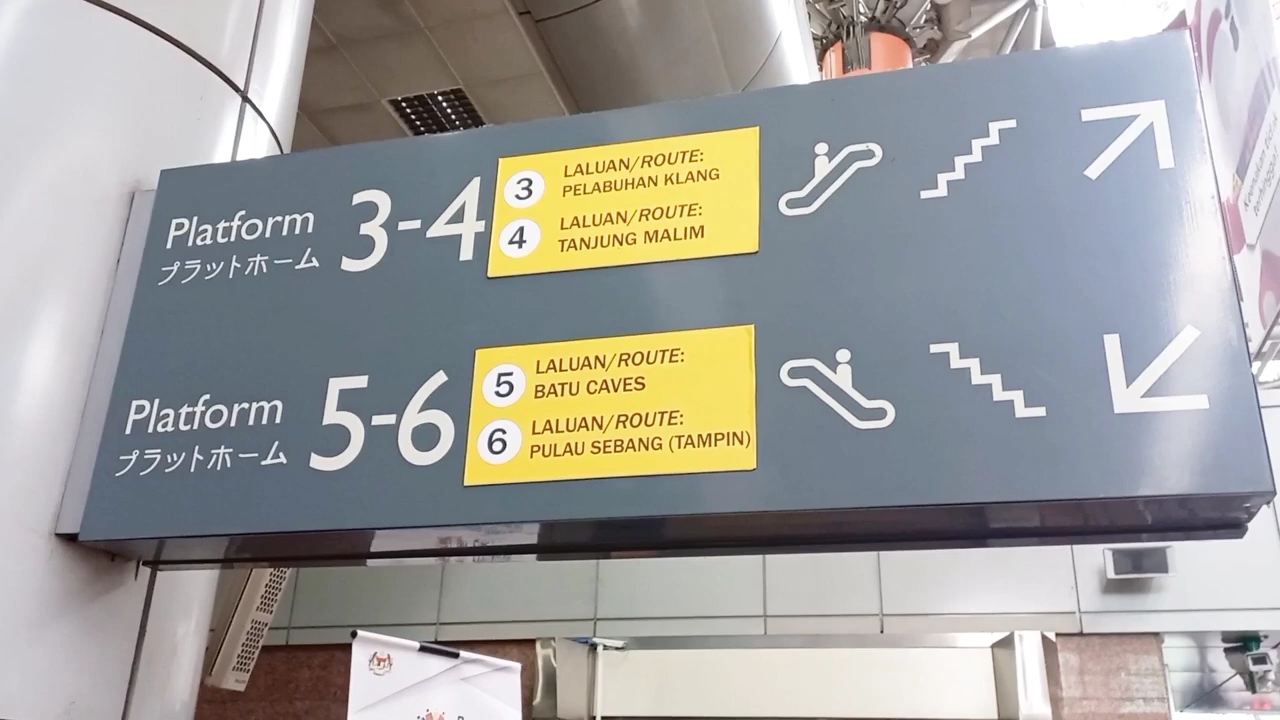 Platform 3-4
プラットホーム
3 LALUAN/ROUTE:
PELABUHAN KLANG
4 LALUAN/ROUTE:
TANJUNG MALIM
Platform 5-6
プラットホーム
5 LALUAN/ROUTE:
BATU CAVES
6 LALUAN/ROUTE:
PULAU SEBANG (TAMPIN)